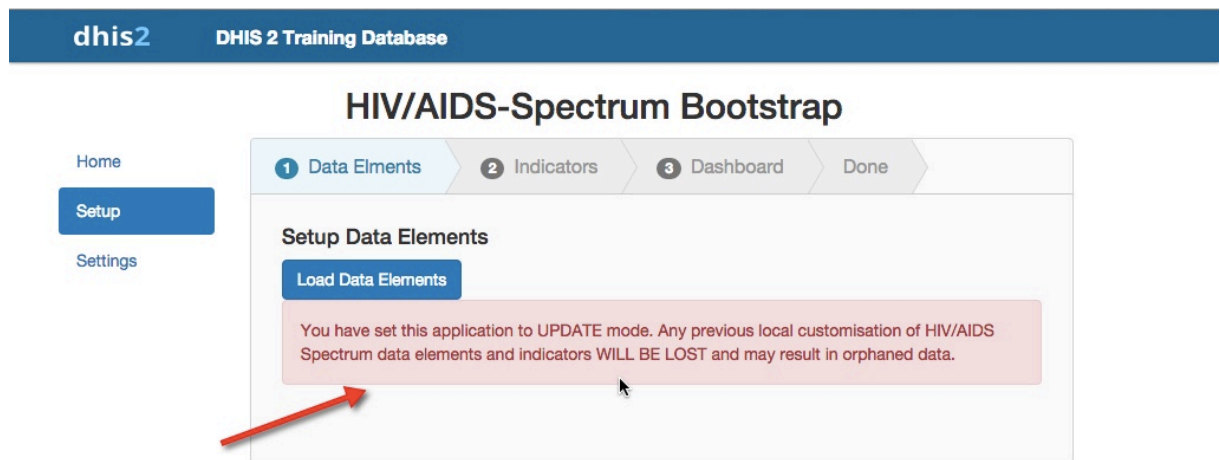 dhis2
DHIS 2 Training Database
HIV/AIDS-Spectrum Bootstrap
Home
Setup
Settings
1 Data Elments
2 Indicators
3 Dashboard
Done
Setup Data Elements
Load Data Elements
You have set this application to UPDATE mode. Any previous local customisation of HIV/AIDS
Spectrum data elements and indicators WILL BE LOST and may result in orphaned data.